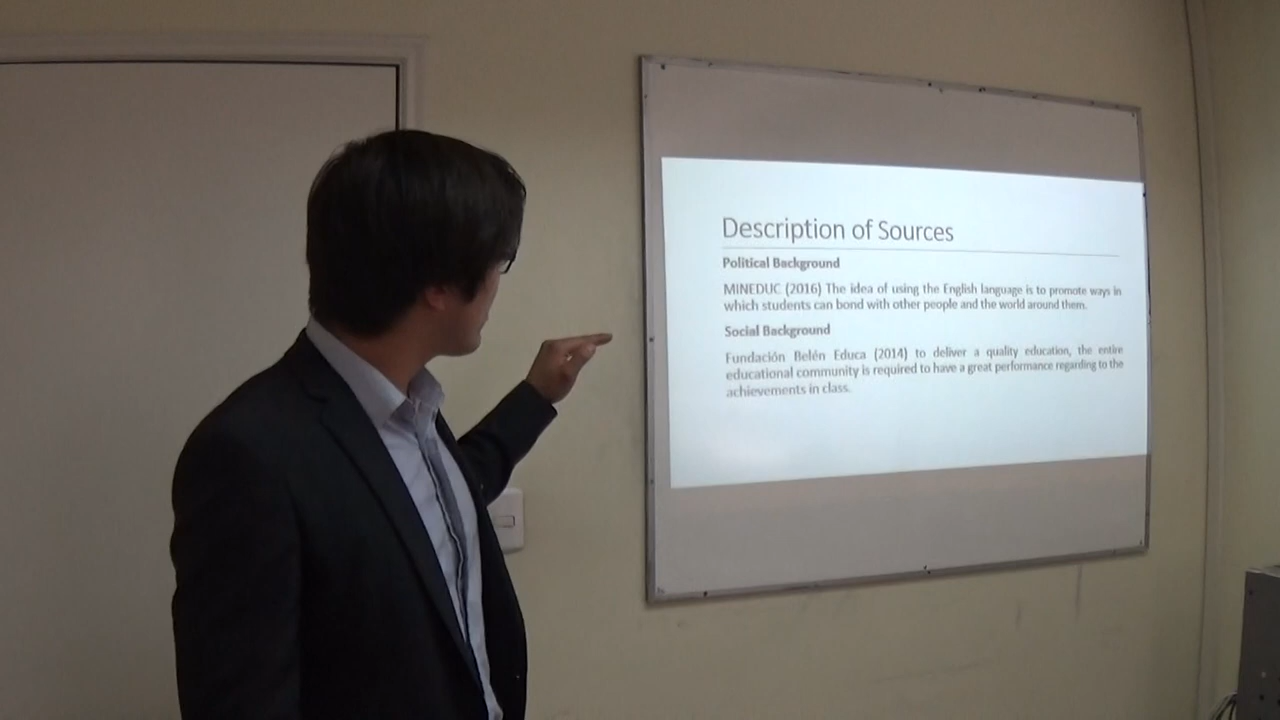 Description of Sources
Political Background
MINEDUC (2016) The idea of using the English language is to promote ways in
which students can bond with other people and the world around them.
Social Background
Fundación Belén Educa (2014) to deliver a quality education, the entire
educational community is required to have a great performance regarding to the
achievements in class.